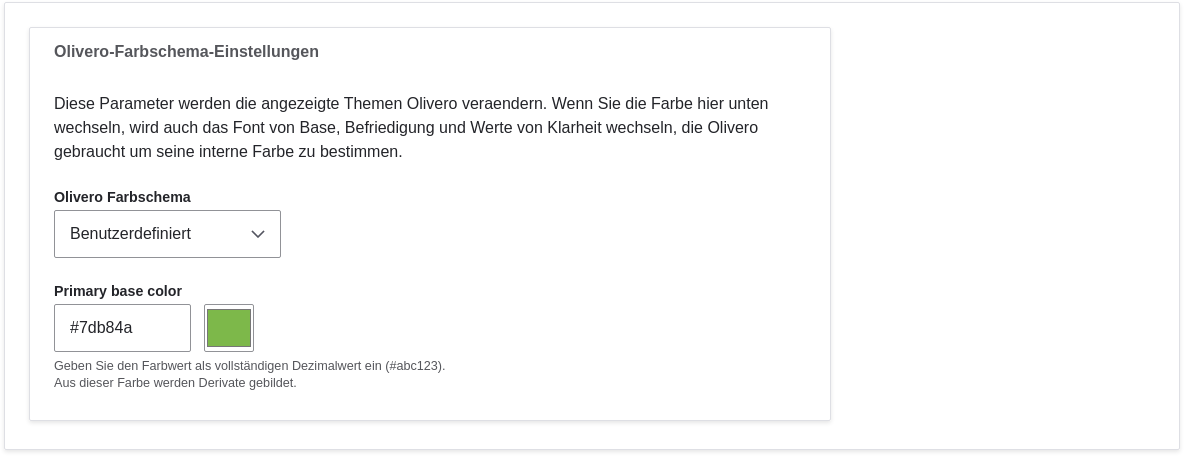 Olivero-Farbschema-Einstellungen
Diese Parameter werden die angezeigte Themen Olivero veraendern. Wenn Sie die Farbe hier unten
wechseln, wird auch das Font von Base, Befriedigung und Werte von Klarheit wechseln, die Olivero
gebraucht um seine interne Farbe zu bestimmen.
Olivero Farbschema
Benutzerdefiniert
Primary base color
#7db84a
Geben Sie den Farbwert als vollständigen Dezimalwert ein (#abc123).
Aus dieser Farbe werden Derivate gebildet.